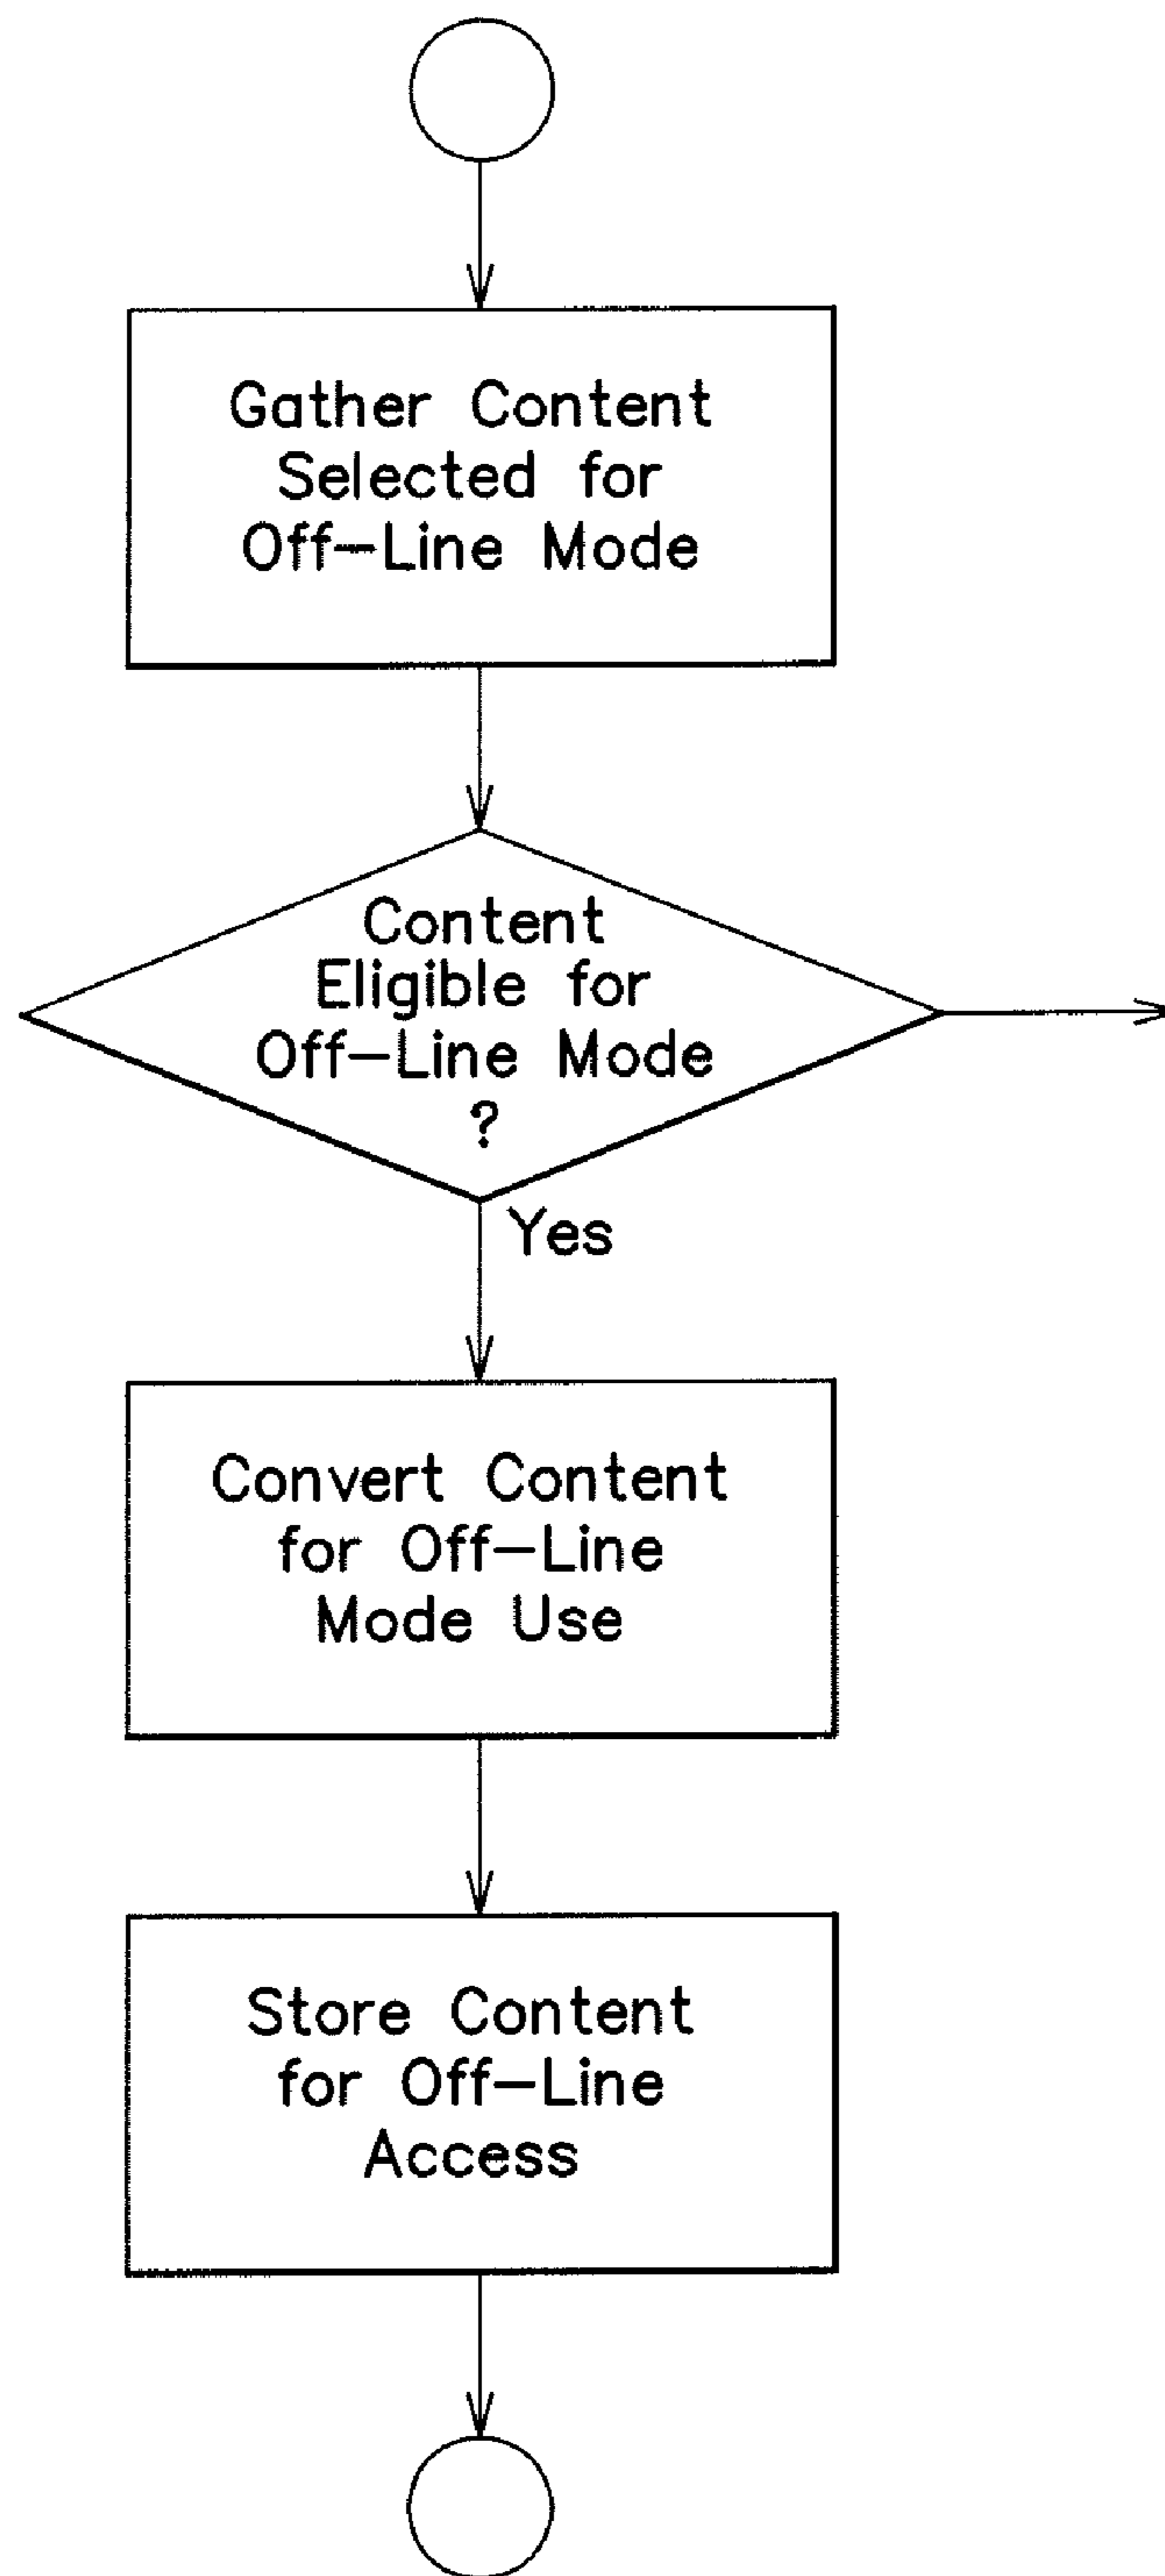 Gather Content
Selected for
Off-Line Mode
Content
Eligible for
Off-Line Mode
?
Yes
Convert Content
for Off-Line
Mode Use
Store Content
for Off-Line
Access